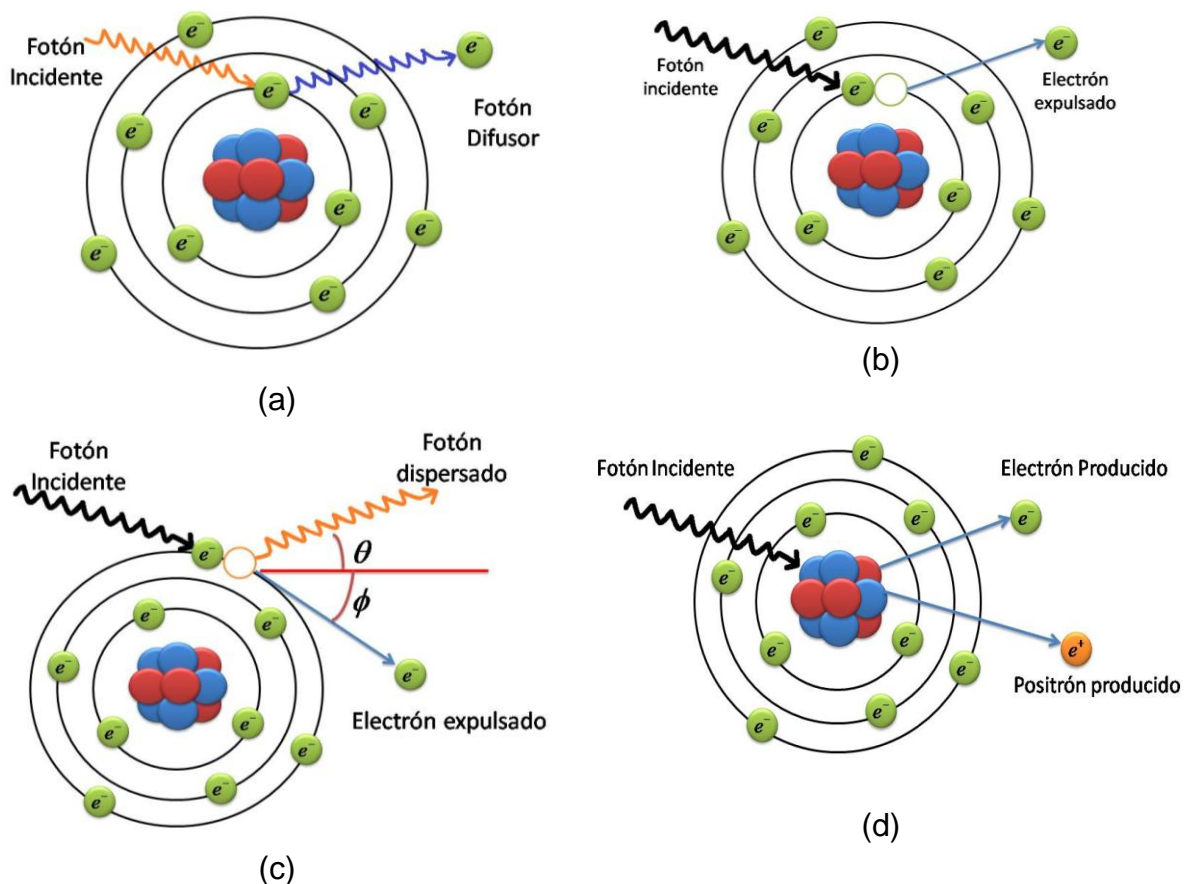 e⁻
Fotón
Incidente
e⁻
e⁻
Fotón
Difusor
e⁻
e⁻
e⁻
e⁻
e⁻
e⁻
e⁻
(a)
e⁻
Fotón
incidente
e⁻
e⁻
Electrón
expulsado
e⁻
e⁻
e⁻
e⁻
e⁻
e⁻
e⁻
(b)
Fotón
Incidente
Fotón
dispersado
e⁻
θ
ϕ
e⁻
e⁻
e⁻
e⁻
Electrón expulsado
e⁻
e⁻
e⁻
e⁻
e⁻
(c)
e⁻
Fotón Incidente
Electrón Producido
e⁻
e⁻
e⁻
e⁻
e⁺
Positrón producido
e⁻
e⁻
e⁻
e⁻
e⁻
(d)